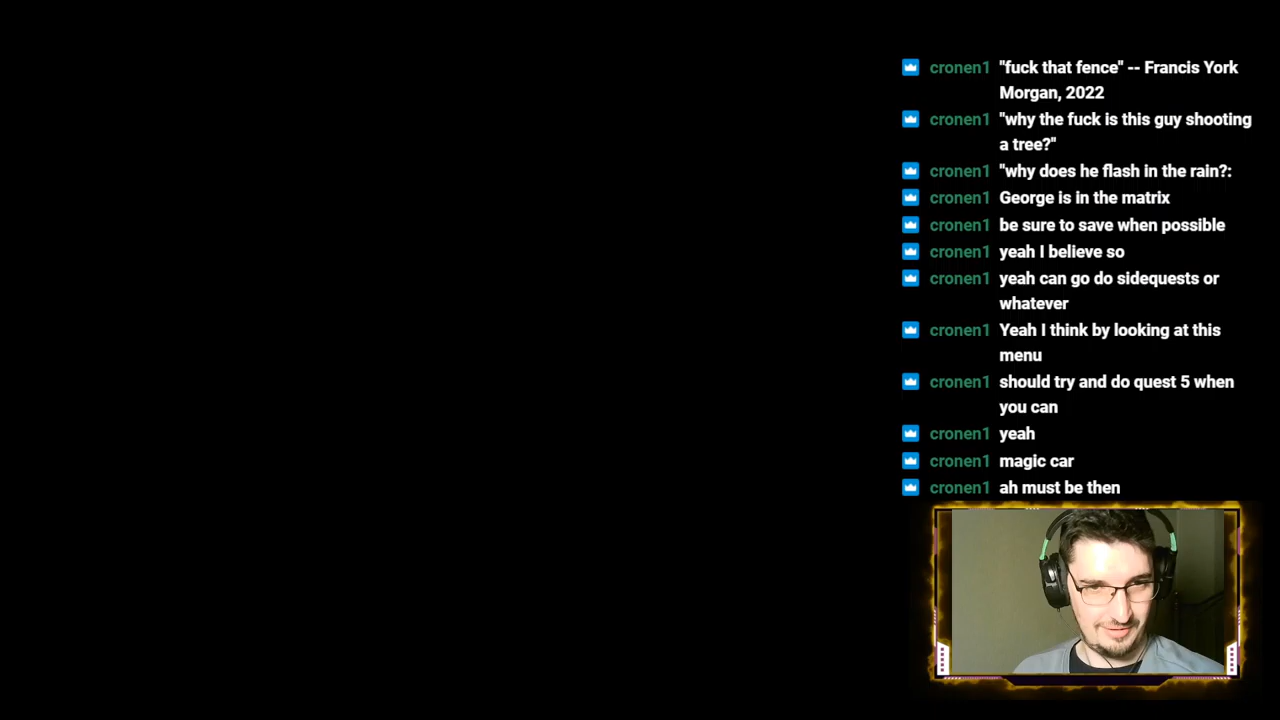 cronen1 "fuck that fence" -- Francis York
Morgan, 2022
cronen1 "why the fuck is this guy shooting
a tree?"
cronen1 "why does he flash in the rain?:
cronen1 George is in the matrix
cronen1 be sure to save when possible
cronen1 yeah I believe so
cronen1 yeah can go do sidequests or
whatever
cronen1 Yeah I think by looking at this
menu
cronen1 should try and do quest 5 when
you can
cronen1 yeah
cronen1 magic car
cronen1 ah must be then